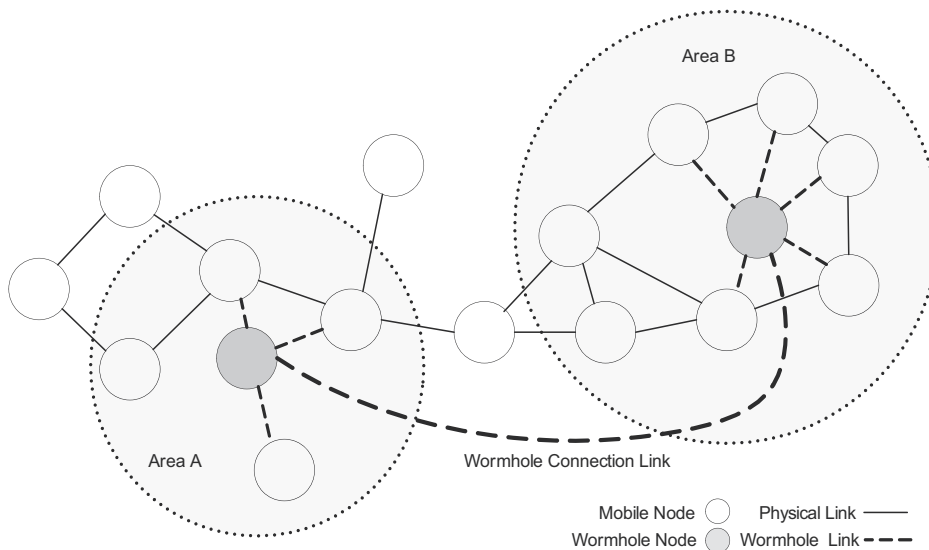 Area B
Area A
Wormhole Connection Link
Mobile Node
Physical Link
Wormhole Node
Wormhole Link